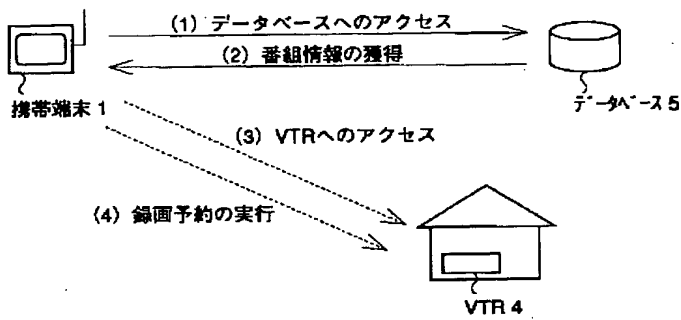 (1) データベースへのアクセス
(2) 番組情報の獲得
携帯端末 1
データベース 5
(3) VTRへのアクセス
(4) 録画予約の実行
VTR 4